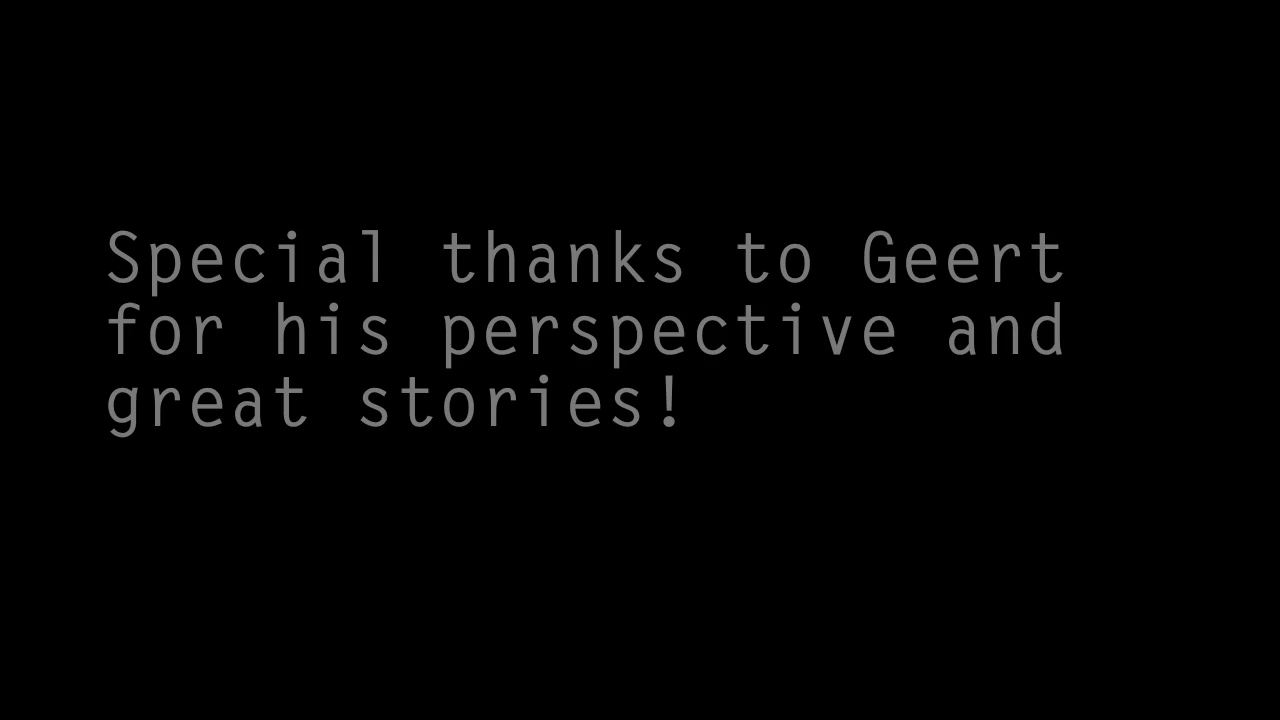 Special thanks to Geert
for his perspective and
great stories!